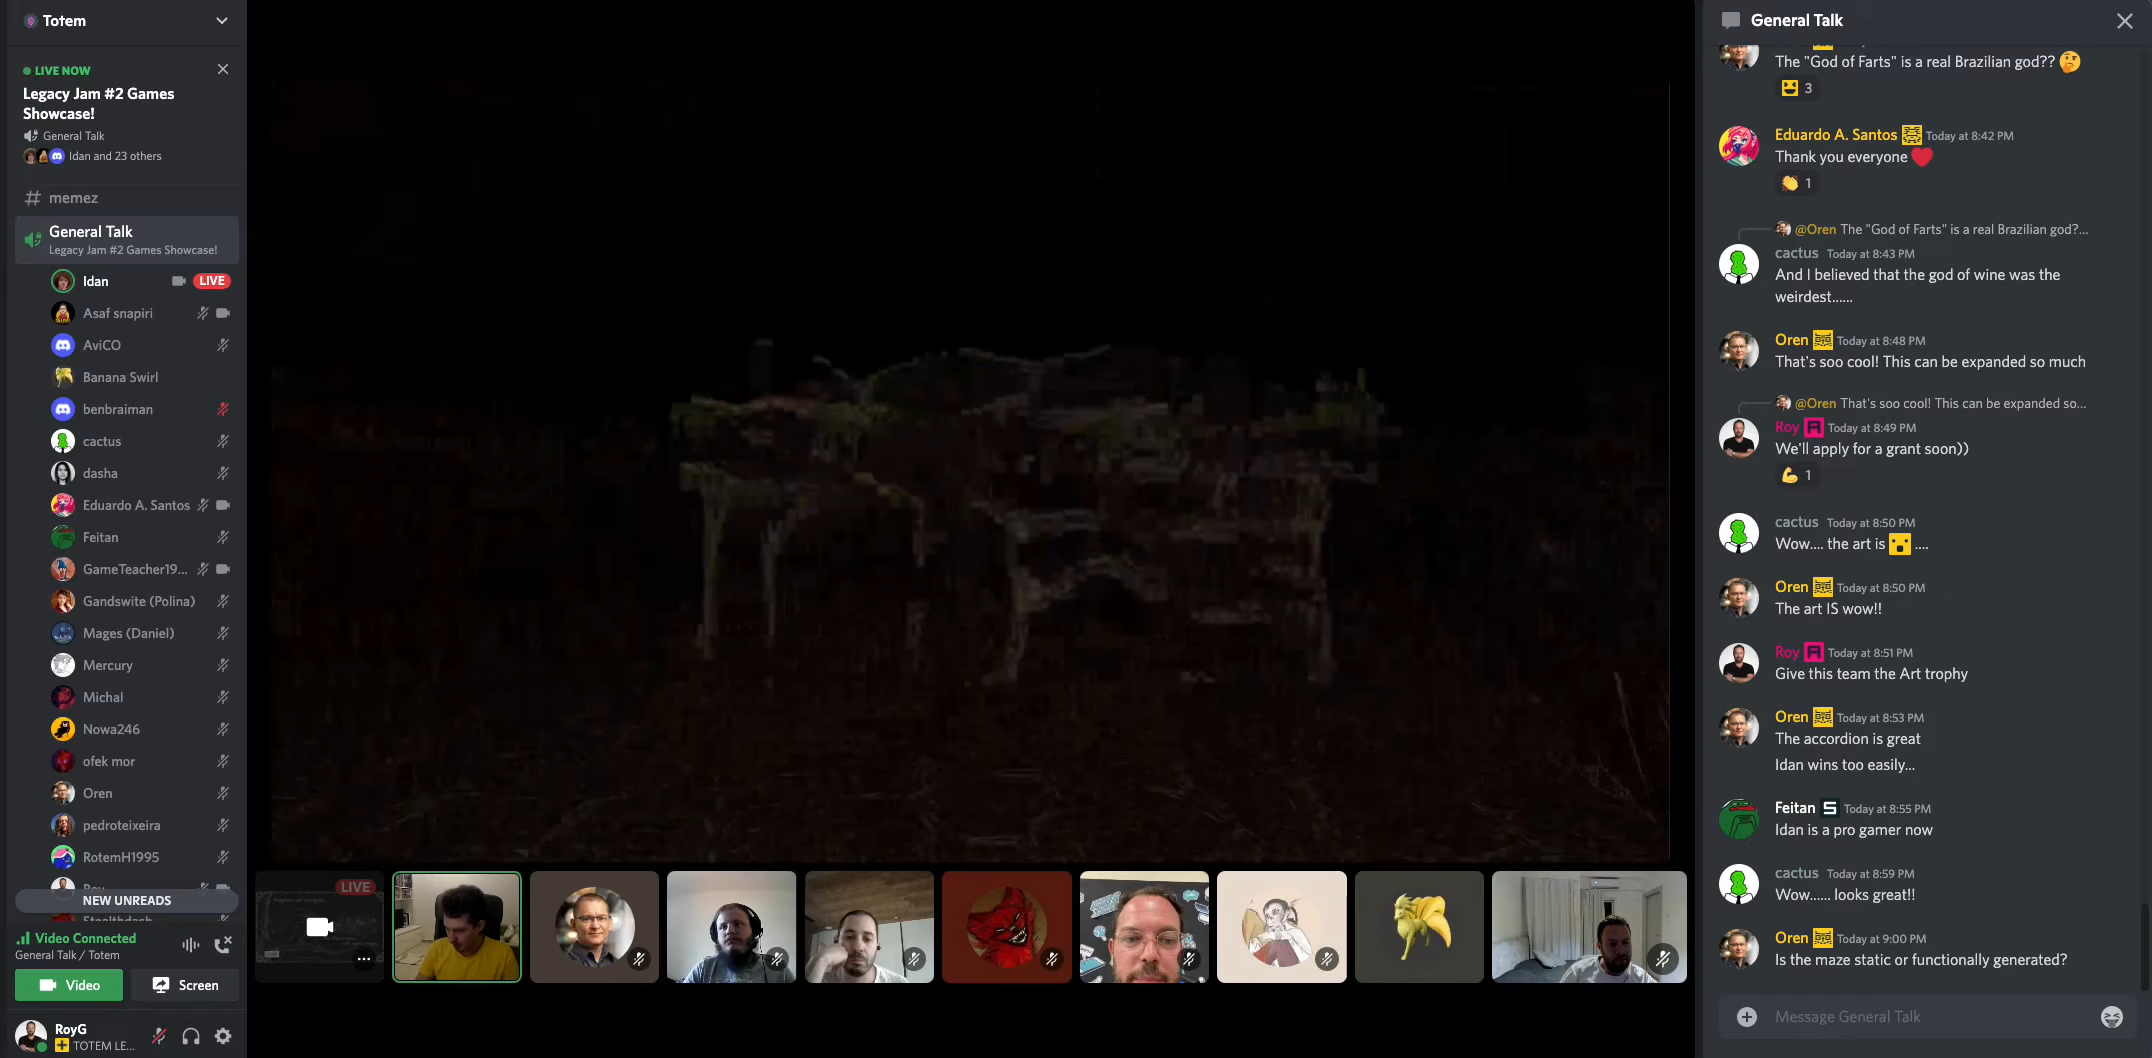 Totem
LIVE NOW
Legacy Jam #2 Games
Showcase!
General Talk
Idan and 23 others
# memez
General Talk
Legacy Jam #2 Games Showcase!
Idan LIVE
Asaf snapiri
AviCO
Banana Swirl
benbraiman
cactus
dasha
Eduardo A. Santos
Feitan
GameTeacher19...
Gandswite (Polina)
Mages (Daniel)
Mercury
Michal
Nowa246
ofek mor
Oren
pedroteixeira
RotemH1995
NEW UNREADS
Video Connected
General Talk / Totem
Video
Screen
RoyG
TOTEM LE...
LIVE
General Talk
The "God of Farts" is a real Brazilian god?? 🤔
3
Eduardo A. Santos Today at 8:42 PM
Thank you everyone ❤️
👏 1
@Oren The "God of Farts" is a real Brazilian god?...
cactus Today at 8:43 PM
And I believed that the god of wine was the
weirdest......
Oren Today at 8:48 PM
That's soo cool! This can be expanded so much
@Oren That's soo cool! This can be expanded so...
Roy Today at 8:49 PM
We'll apply for a grant soon))
💪 1
cactus Today at 8:50 PM
Wow.... the art is ....
Oren Today at 8:50 PM
The art IS wow!!
Roy Today at 8:51 PM
Give this team the Art trophy
Oren Today at 8:53 PM
The accordion is great
Idan wins too easily...
Feitan S Today at 8:55 PM
Idan is a pro gamer now
cactus Today at 8:59 PM
Wow...... looks great!!
Oren Today at 9:00 PM
Is the maze static or functionally generated?
Message General Talk